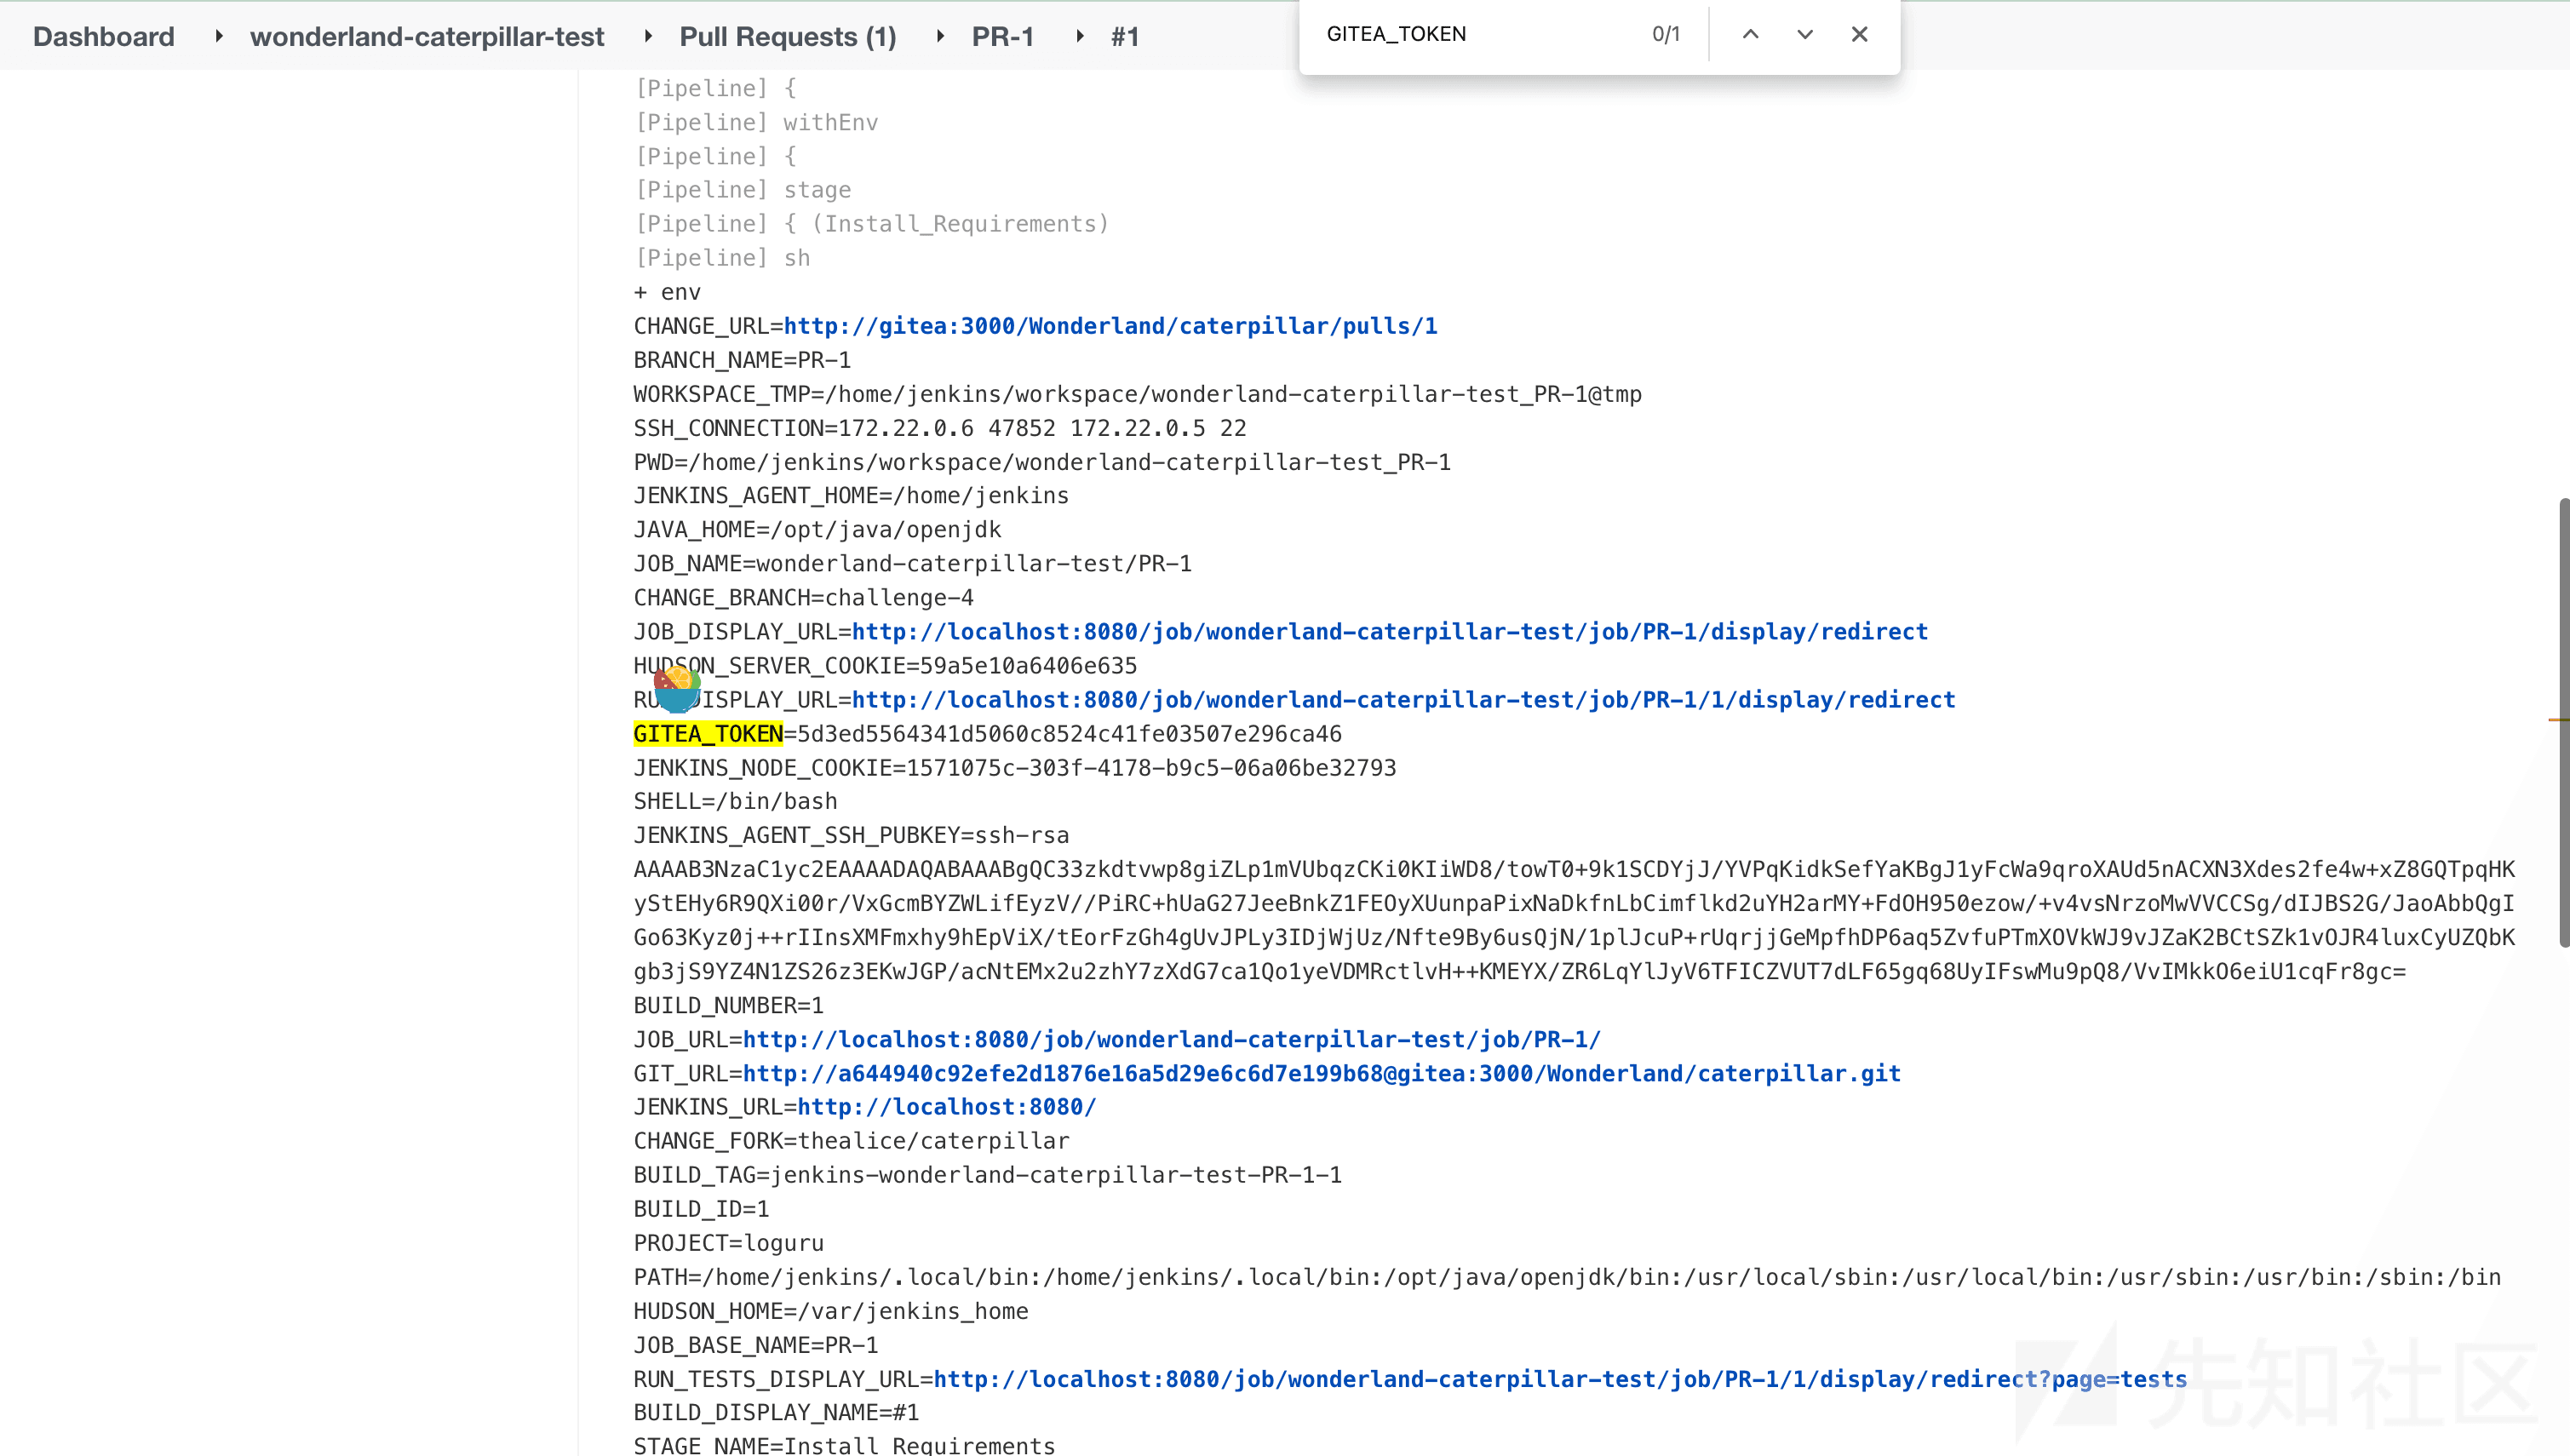 Dashboard wonderland-caterpillar-test Pull Requests (1) PR-1 #1
GITEA_TOKEN 0/1
[Pipeline] {
[Pipeline] withEnv
[Pipeline] {
[Pipeline] stage
[Pipeline] { (Install_Requirements)
[Pipeline] sh
+ env
CHANGE_URL=http://gitea:3000/Wonderland/caterpillar/pulls/1
BRANCH_NAME=PR-1
WORKSPACE_TMP=/home/jenkins/workspace/wonderland-caterpillar-test_PR-1@tmp
SSH_CONNECTION=172.22.0.6 47852 172.22.0.5 22
PWD=/home/jenkins/workspace/wonderland-caterpillar-test_PR-1
JENKINS_AGENT_HOME=/home/jenkins
JAVA_HOME=/opt/java/openjdk
JOB_NAME=wonderland-caterpillar-test/PR-1
CHANGE_BRANCH=challenge-4
JOB_DISPLAY_URL=http://localhost:8080/job/wonderland-caterpillar-test/job/PR-1/display/redirect
HUDSON_SERVER_COOKIE=59a5e10a6406e635
RUN_DISPLAY_URL=http://localhost:8080/job/wonderland-caterpillar-test/job/PR-1/1/display/redirect
GITEA_TOKEN=5d3ed5564341d5060c8524c41fe03507e296ca46
JENKINS_NODE_COOKIE=1571075c-303f-4178-b9c5-06a06be32793
SHELL=/bin/bash
JENKINS_AGENT_SSH_PUBKEY=ssh-rsa
AAAAB3NzaC1yc2EAAAADAQABAAABgQC33zkdtvwp8giZLp1mVUbqzCKi0KIiWD8/towT0+9k1SCDYjJ/YVPqKidkSefYaKBgJ1yFcWa9qroXAUd5nACXN3Xdes2fe4w+xZ8GQTpqHK
yStEHy6R9QXi00r/VxGcmBYZWLifEyzV//PiRC+hUaG27JeeBnkZ1FEOyXUunpaPixNaDkfnLbCimflkd2uYH2arMY+FdOH950ezow/+v4vsNrzoMwVVCCSg/dIJBS2G/JaoAbbQgI
Go63Kyz0j++rIInsXMFmxhy9hEpViX/tEorFzGh4gUvJPLy3IDjWjUz/Nfte9By6usQjN/1plJcuP+rUqrjjGeMpfhDP6aq5ZvfuPTmXOVkWJ9vJZaK2BCtSZk1vOJR4luxCyUZQbK
gb3jS9YZ4N1ZS26z3EKwJGP/acNtEMx2u2zhY7zXdG7ca1Qo1yeVDMRctlvH++KMEYX/ZR6LqYlJyV6TFICZVUT7dLF65gq68UyIFswMu9pQ8/VvIMkkO6eiU1cqFr8gc=
BUILD_NUMBER=1
JOB_URL=http://localhost:8080/job/wonderland-caterpillar-test/job/PR-1/
GIT_URL=http://a644940c92efe2d1876e16a5d29e6c6d7e199b68@gitea:3000/Wonderland/caterpillar.git
JENKINS_URL=http://localhost:8080/
CHANGE_FORK=thealice/caterpillar
BUILD_TAG=jenkins-wonderland-caterpillar-test-PR-1-1
BUILD_ID=1
PROJECT=loguru
PATH=/home/jenkins/.local/bin:/home/jenkins/.local/bin:/opt/java/openjdk/bin:/usr/local/sbin:/usr/local/bin:/usr/sbin:/usr/bin:/sbin:/bin
HUDSON_HOME=/var/jenkins_home
JOB_BASE_NAME=PR-1
RUN_TESTS_DISPLAY_URL=http://localhost:8080/job/wonderland-caterpillar-test/job/PR-1/1/display/redirect?page=tests
BUILD_DISPLAY_NAME=#1
STAGE_NAME=Install_Requirements
先知社区